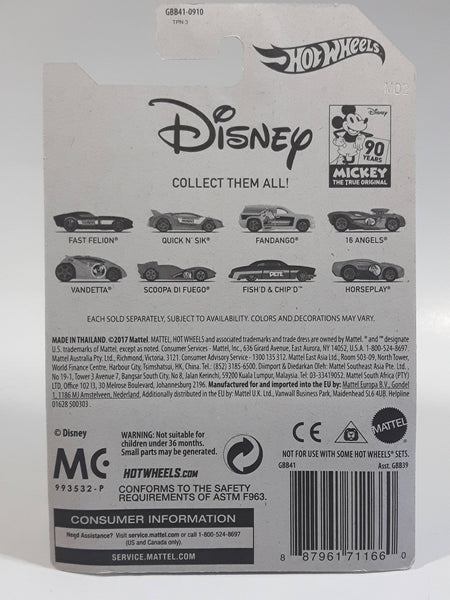 GBB41-0910
TPN 3
HOT WHEELS
M02
DISNEY
Disney
90
YEARS
MICKEY
THE TRUE ORIGINAL
COLLECT THEM ALL!
FAST FELION® QUICK N' SIK® FANDANGO® 16 ANGELS®
PETE
VANDETTA® SCOOPA DI FUEGO® FISH'D & CHIP'D® HORSEPLAY®
EACH SOLD SEPARATELY, SUBJECT TO AVAILABILITY. COLORS AND DECORATIONS MAY VARY.
MADE IN THAILAND. ©2017 Mattel. MATTEL, HOT WHEELS and associated trademarks and trade dress are owned by Mattel. ® and ™ designate
U.S. trademarks of Mattel, except as noted. Consumer Services - Mattel, Inc., 636 Girard Avenue, East Aurora, NY 14052, U.S.A. 1-800-524-8697.
Mattel Australia Pty. Ltd., Richmond, Victoria. 3121. Consumer Advisory Service - 1300 135 312. Mattel East Asia Ltd., Room 503-09, North Tower,
World Finance Centre, Harbour City, Tsimshatsui, HK, China. Tel.: (852) 3185-6500. Diimport & Diedarkan Oleh: Mattel Southeast Asia Pte. Ltd.,
No 19-1, Tower 3 Avenue 7, Bangsar South City, No 8, Jalan Kerinchi, 59200 Kuala Lumpur, Malaysia. Tel: 03-33419052. Mattel South Africa (PTY)
LTD, Office 102 I3, 30 Melrose Boulevard, Johannesburg 2196. Manufactured for and imported into the EU by: Mattel Europa B.V., Gondel
1, 1186 MJ Amstelveen, Nederland. Additionally distributed in the EU by: Mattel U.K. Ltd., Vanwall Business Park, Maidenhead SL6 4UB. Helpline
01628 500303.
© Disney
MC
993532-P
WARNING: Not suitable for
children under 36 months.
Small parts may be generated.
HOTWHEELS.COM
CONFORMS TO THE SAFETY
REQUIREMENTS OF ASTM F963.
CE
MATTEL
NOT FOR USE WITH SOME HOT WHEELS® SETS.
GBB41 Asst. GBB39
CONSUMER INFORMATION
Need Assistance? Visit service.mattel.com or call 1-800-524-8697
(US and Canada only)
SERVICE.MATTEL.COM
8 87961 71166 0